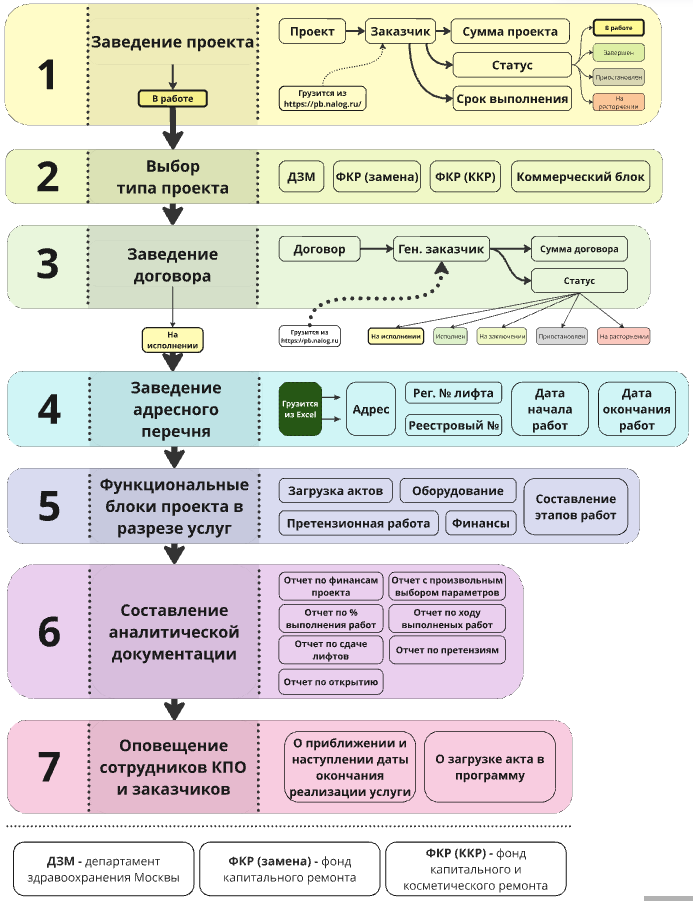 1
Заведение проекта
В работе
Проект
Заказчик
Сумма проекта
Статус
Срок выполнения
Грузится из
https://pb.nalog.ru/
В работе
Завершен
Приостановлен
На
расторжении
2
Выбор
типа проекта
ДЗМ
ФКР (замена)
ФКР (ККР)
Коммерческий блок
3
Заведение
договора
На
исполнении
Договор
Ген. заказчик
Сумма договора
Статус
Грузится из
https://pb.nalog.ru
На исполнении
Исполнен
На заключении
Приостановлен
На расторжении
4
Заведение
адресного
перечня
Грузится
из Excel
Адрес
Рег. № лифта
Реестровый №
Дата
начала
работ
Дата
окончания
работ
5
Функциональные
блоки проекта в
разрезе услуг
Загрузка актов
Оборудование
Претензионная работа
Финансы
Составление
этапов работ
6
Составление
аналитической
документации
Отчет по финансам
проекта
Отчет с произвольным
выбором параметров
Отчет по %
выполнения работ
Отчет по ходу
выполненых работ
Отчет по сдаче
лифтов
Отчет по претензиям
Отчет по открытию
7
Оповещение
сотрудников КПО
и заказчиков
О приближении и
наступлении даты
окончания
реализации услуги
О загрузке акта в
программу
ДЗМ - департамент
здравоохранения Москвы
ФКР (замена) - фонд
капитального ремонта
ФКР (ККР) - фонд
капитального и
косметического ремонта